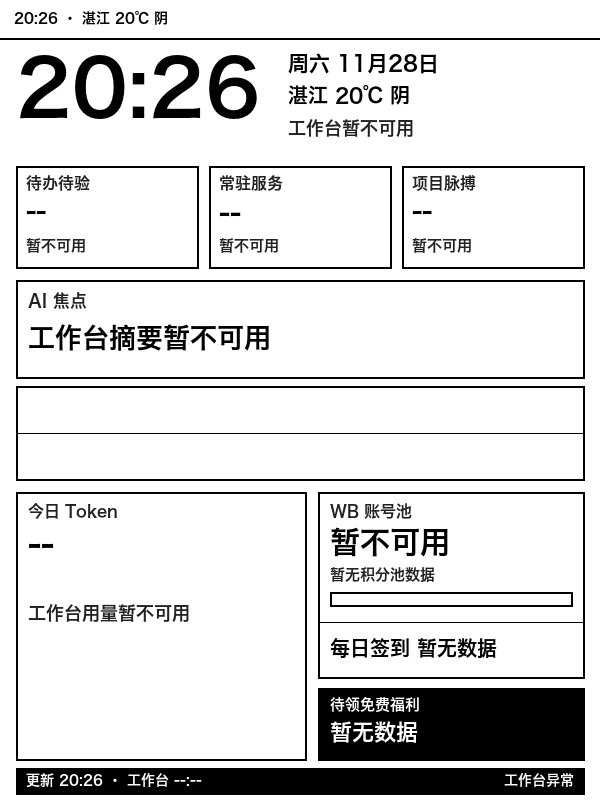 20:26 · 湛江 20℃ 阴
20:26
周六 11月28日
湛江 20℃ 阴
工作台暂不可用
待办待验
--
暂不可用
常驻服务
--
暂不可用
项目脉搏
--
暂不可用
AI 焦点
工作台摘要暂不可用
今日 Token
--
工作台用量暂不可用
WB 账号池
暂不可用
暂无积分池数据
每日签到 暂无数据
待领免费福利
暂无数据
更新 20:26 · 工作台 --:--
工作台异常